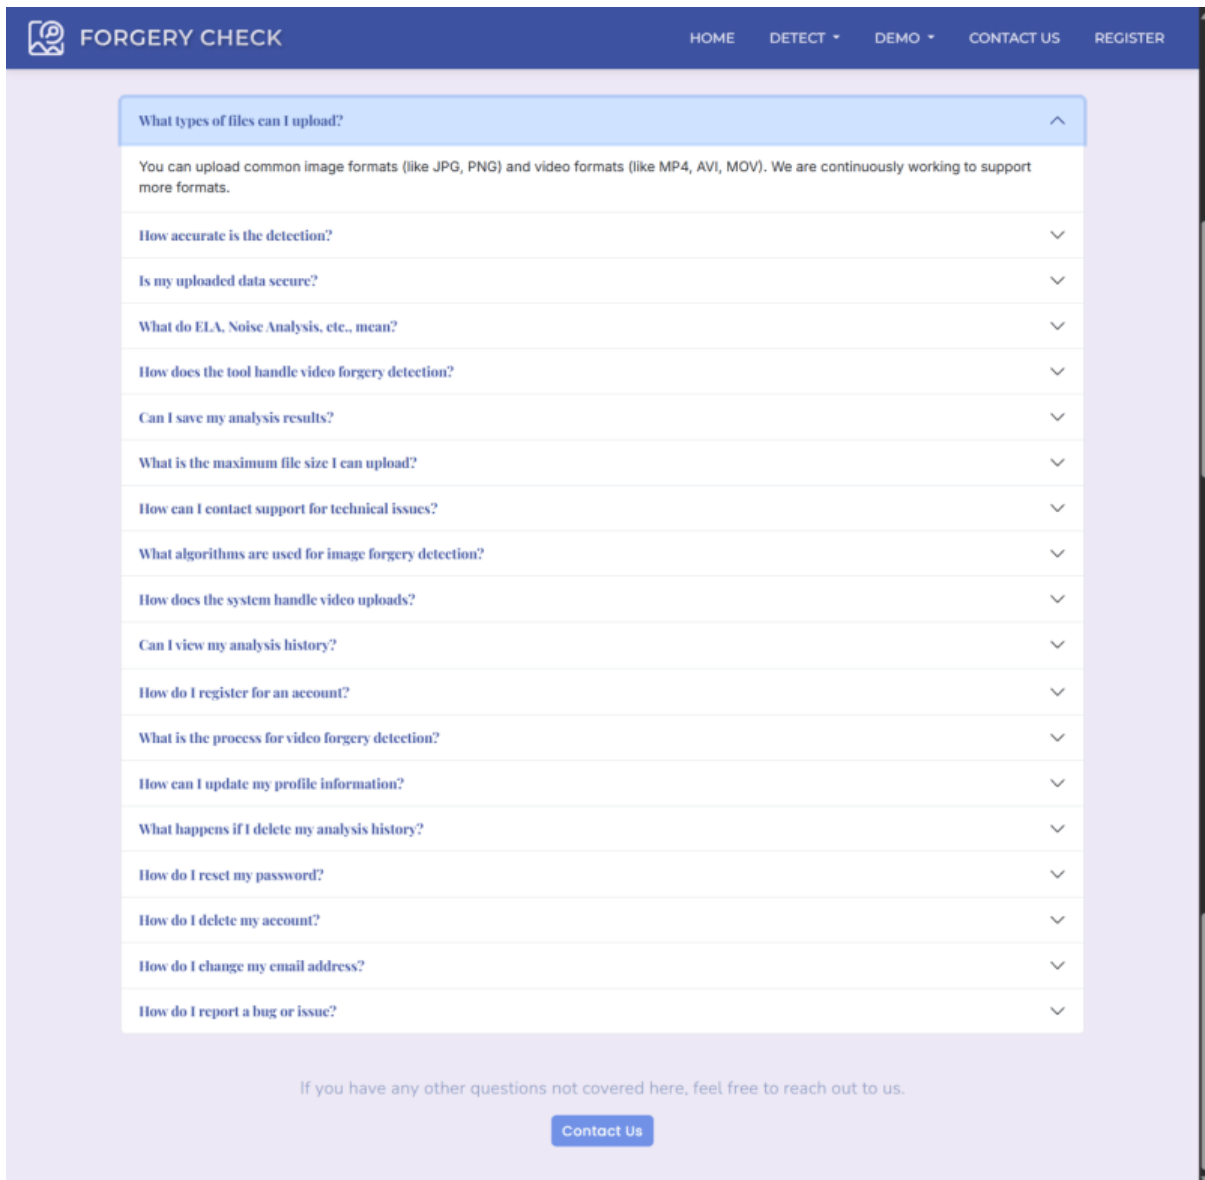 FORGERY CHECK
HOME DETECT DEMO CONTACT US REGISTER
What types of files can I upload?
You can upload common image formats (like JPG, PNG) and video formats (like MP4, AVI, MOV). We are continuously working to support
more formats.
How accurate is the detection?
Is my uploaded data secure?
What do ELA, Noise Analysis, etc., mean?
How does the tool handle video forgery detection?
Can I save my analysis results?
What is the maximum file size I can upload?
How can I contact support for technical issues?
What algorithms are used for image forgery detection?
How does the system handle video uploads?
Can I view my analysis history?
How do I register for an account?
What is the process for video forgery detection?
How can I update my profile information?
What happens if I delete my analysis history?
How do I reset my password?
How do I delete my account?
How do I change my email address?
How do I report a bug or issue?
If you have any other questions not covered here, feel free to reach out to us.
Contact Us